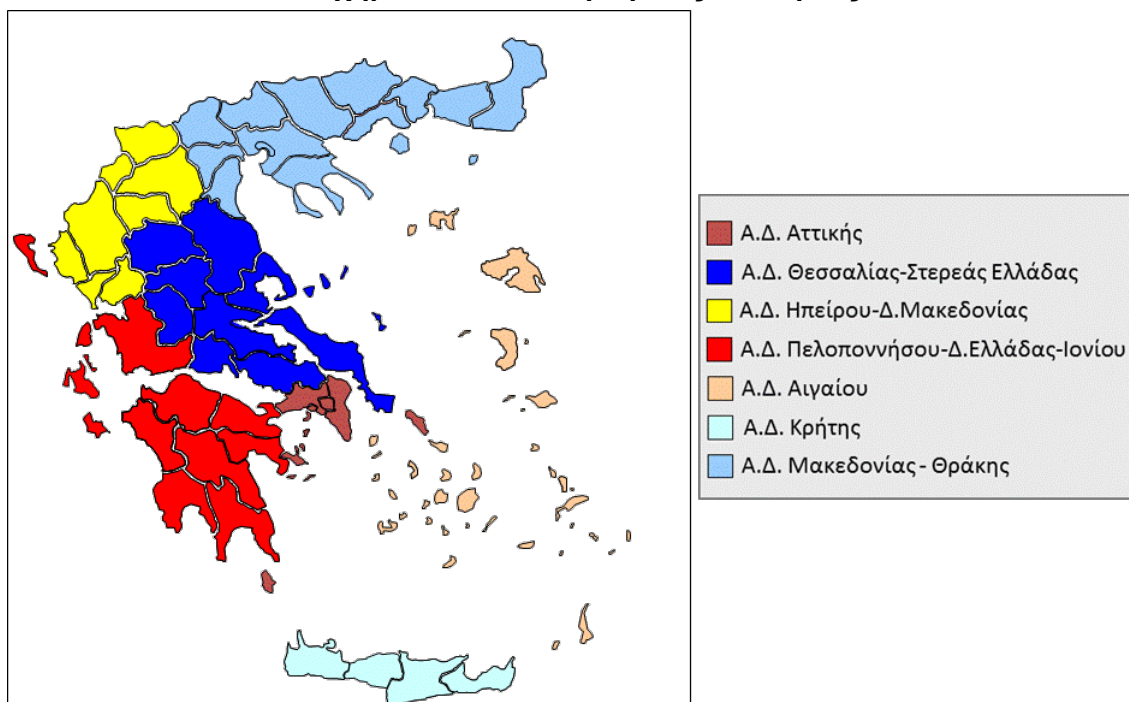 Α.Δ. Αττικής
Α.Δ. Θεσσαλίας-Στερεάς Ελλάδας
Α.Δ. Ηπείρου-Δ.Μακεδονίας
Α.Δ. Πελοποννήσου-Δ.Ελλάδας-Ιονίου
Α.Δ. Αιγαίου
Α.Δ. Κρήτης
Α.Δ. Μακεδονίας - Θράκης